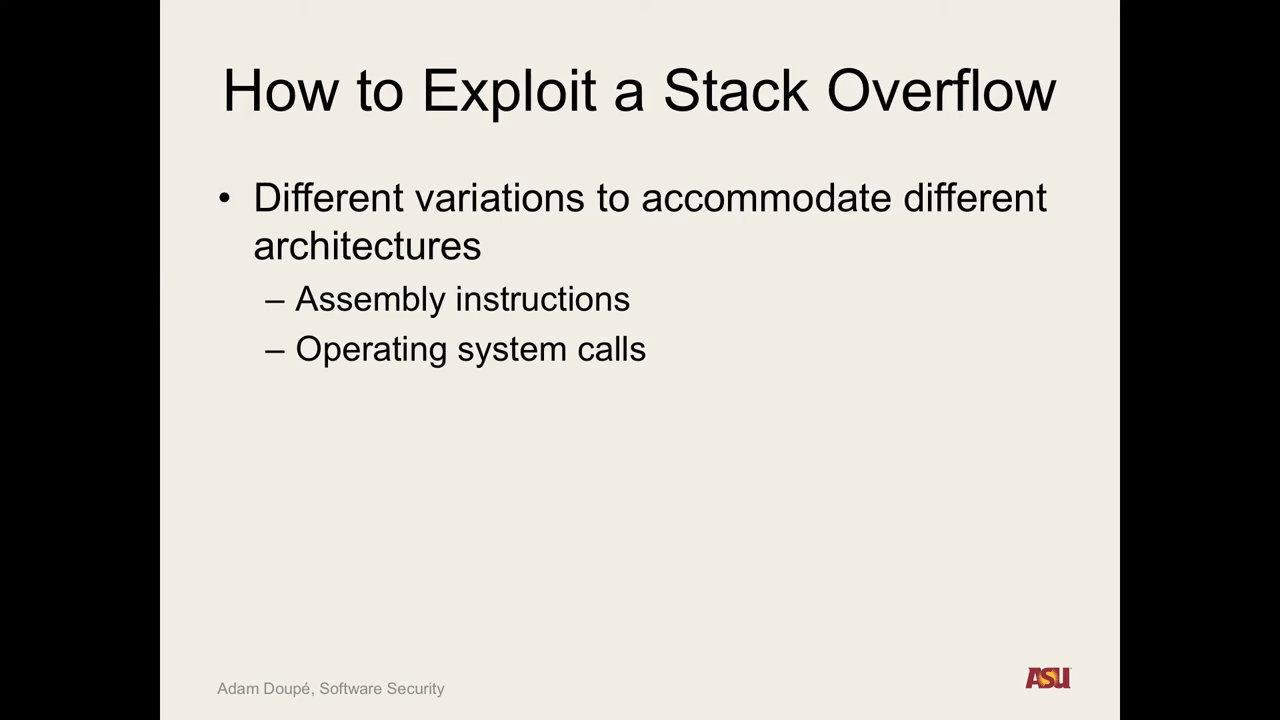 How to Exploit a Stack Overflow
• Different variations to accommodate different
architectures
– Assembly instructions
– Operating system calls
Adam Doupé, Software Security
ASU